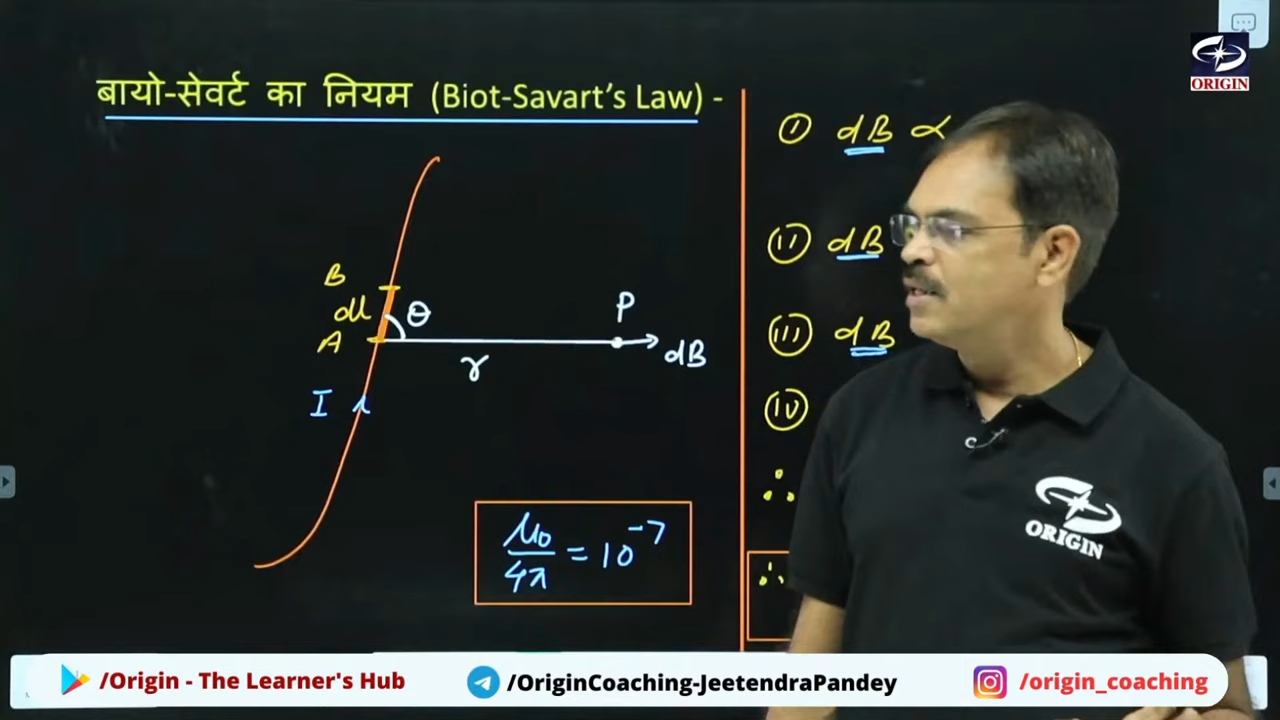 ORIGIN
बायो-सेवर्ट का नियम (Biot-Savart's Law) -
(i) dB ∝
(ii) dB
(iii) dB
(iv)
∴
∴
B
dl
A
θ
P
r
dB
I
μ0/4π = 10⁻⁷
ORIGIN
/Origin - The Learner's Hub
/OriginCoaching-JeetendraPandey
/origin_coaching